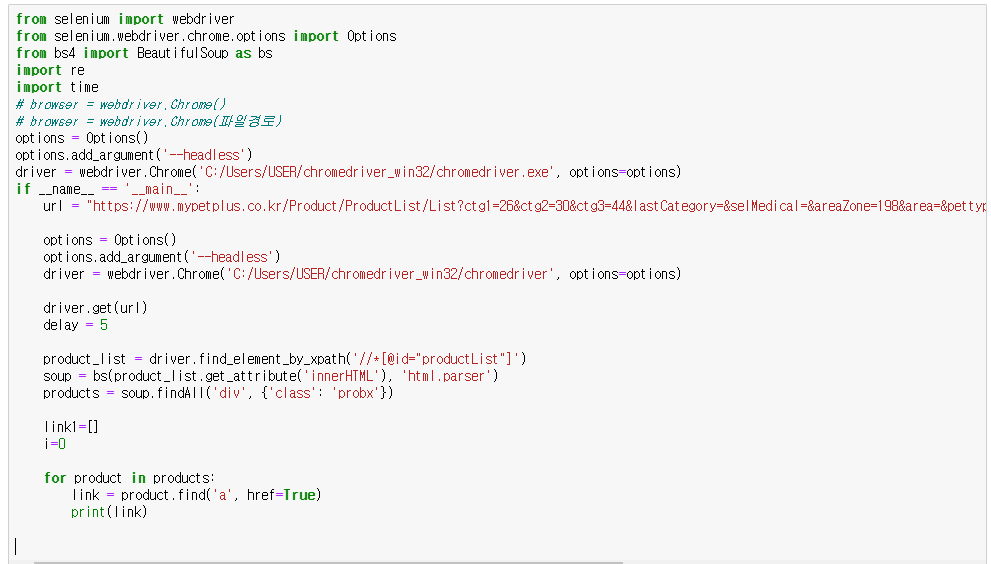 from selenium import webdriver
from selenium.webdriver.chrome.options import Options
from bs4 import BeautifulSoup as bs
import re
import time
# browser = webdriver.Chrome()
# browser = webdriver.Chrome(파일경로)
options = Options()
options.add_argument('--headless')
driver = webdriver.Chrome('C:/Users/USER/chromedriver_win32/chromedriver.exe', options=options)
if __name__ == '__main__':
    url = "https://www.mypetplus.co.kr/Product/ProductList/List?ctg1=26&ctg2=30&ctg3=44&lastCategory=&selMedical=&areaZone=198&area=&pettyp
    options = Options()
    options.add_argument('--headless')
    driver = webdriver.Chrome('C:/Users/USER/chromedriver_win32/chromedriver', options=options)
    driver.get(url)
    delay = 5
    product_list = driver.find_element_by_xpath('//*[@id="productList"]')
    soup = bs(product_list.get_attribute('innerHTML'), 'html.parser')
    products = soup.findAll('div', {'class': 'probx'})
    link1=[]
    i=0
    for product in products:
        link = product.find('a', href=True)
        print(link)